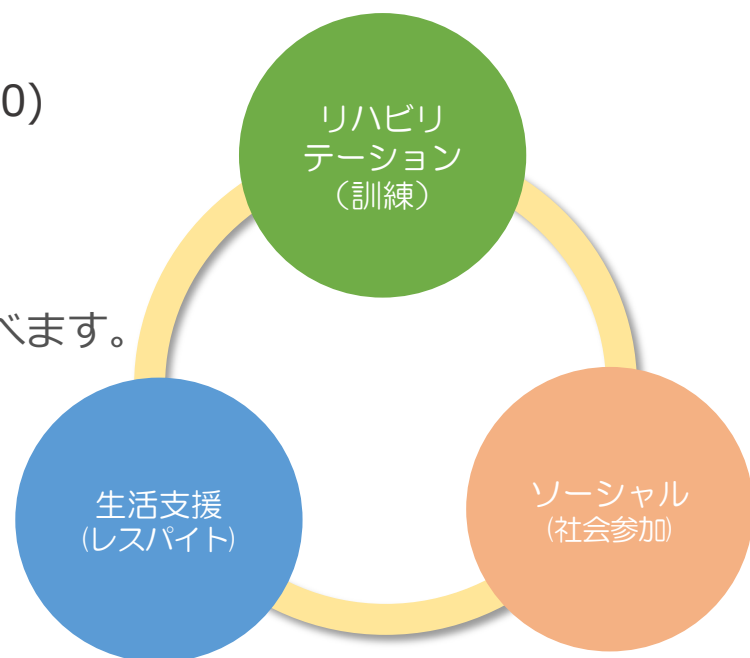 0)
リハビリ
テーション
（訓練）
べます。
生活支援
(レスパイト)
ソーシャル
(社会参加)